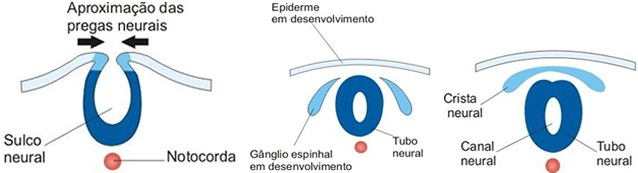 Aproximação das
pregas neurais
Sulco
neural
Notocorda
Epiderme
em desenvolvimento
Gânglio espinhal
em desenvolvimento
Tubo
neural
Crista
neural
Canal
neural
Tubo
neural